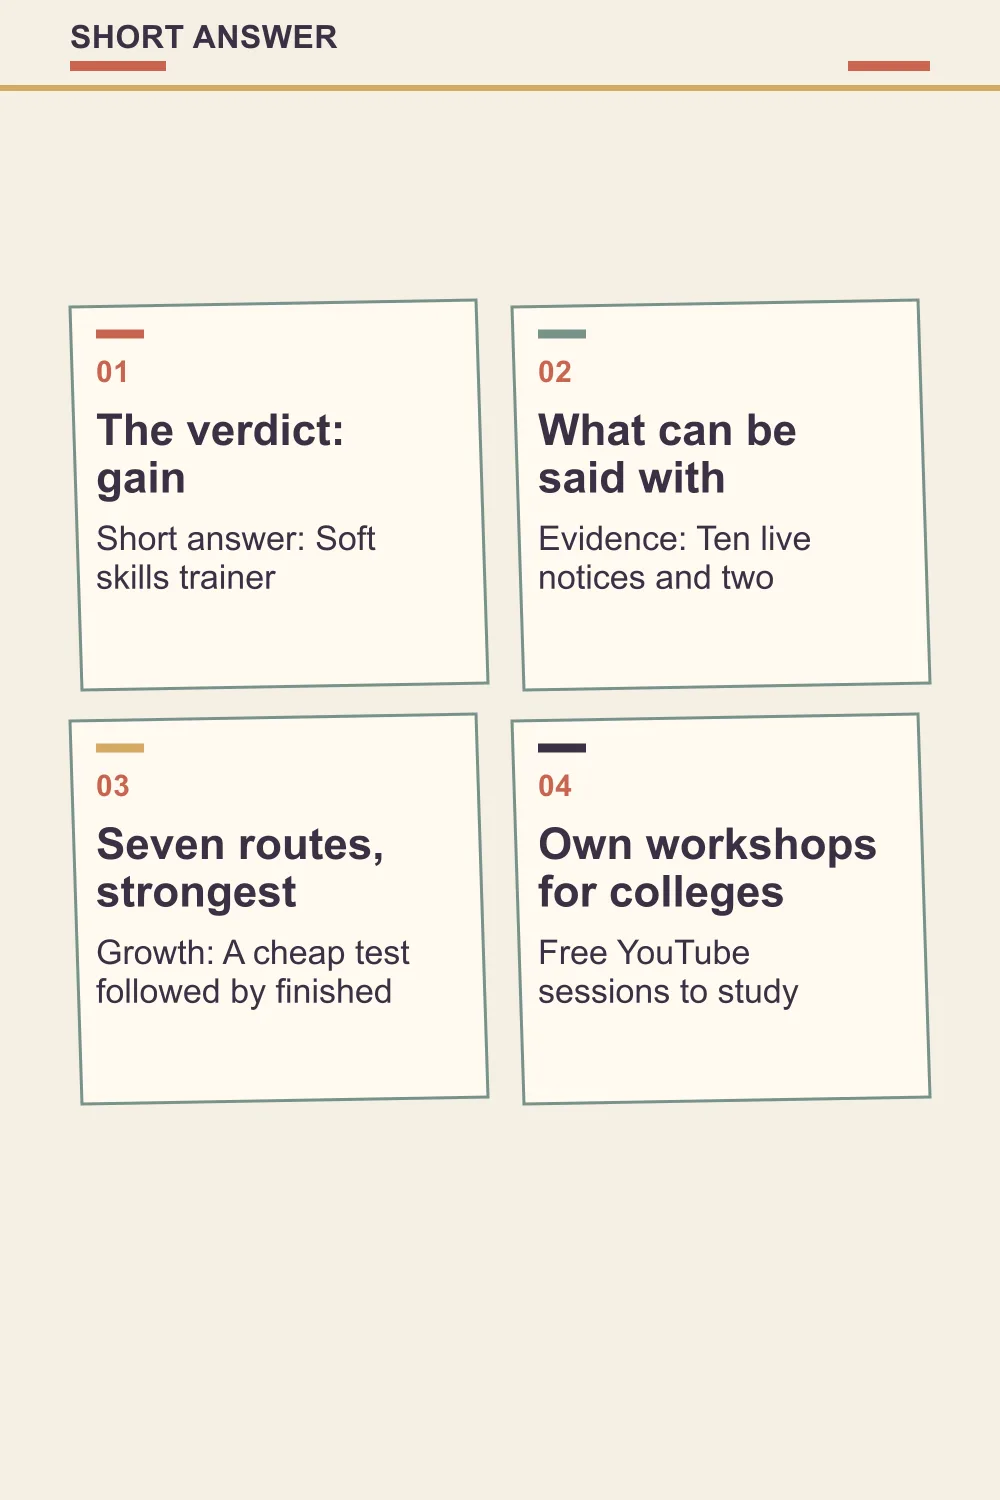 SHORT ANSWER
01
The verdict:
gain
Short answer: Soft
skills trainer
02
What can be
said with
Evidence: Ten live
notices and two
03
Seven routes,
strongest
Growth: A cheap test
followed by finished
04
Own workshops
for colleges
Free YouTube
sessions to study